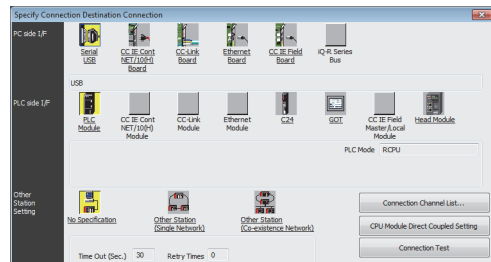 Specify Connection Destination Connection
PC side I/F
Serial USB
CC IE Cont NET/10(H) Board
CC-Link Board
Ethernet Board
CC IE Field Board
iQ-R Series Bus
USB
PLC side I/F
PLC Module
CC IE Cont NET/10(H) Module
CC-Link Module
Ethernet Module
C24
GOT
CC IE Field Master/Local Module
Head Module
PLC Mode RCPU
Other Station Setting
No Specification
Other Station (Single Network)
Other Station (Co-existence Network)
Connection Channel List...
CPU Module Direct Coupled Setting
Connection Test
Time Out (Sec.) 30 Retry Times 0